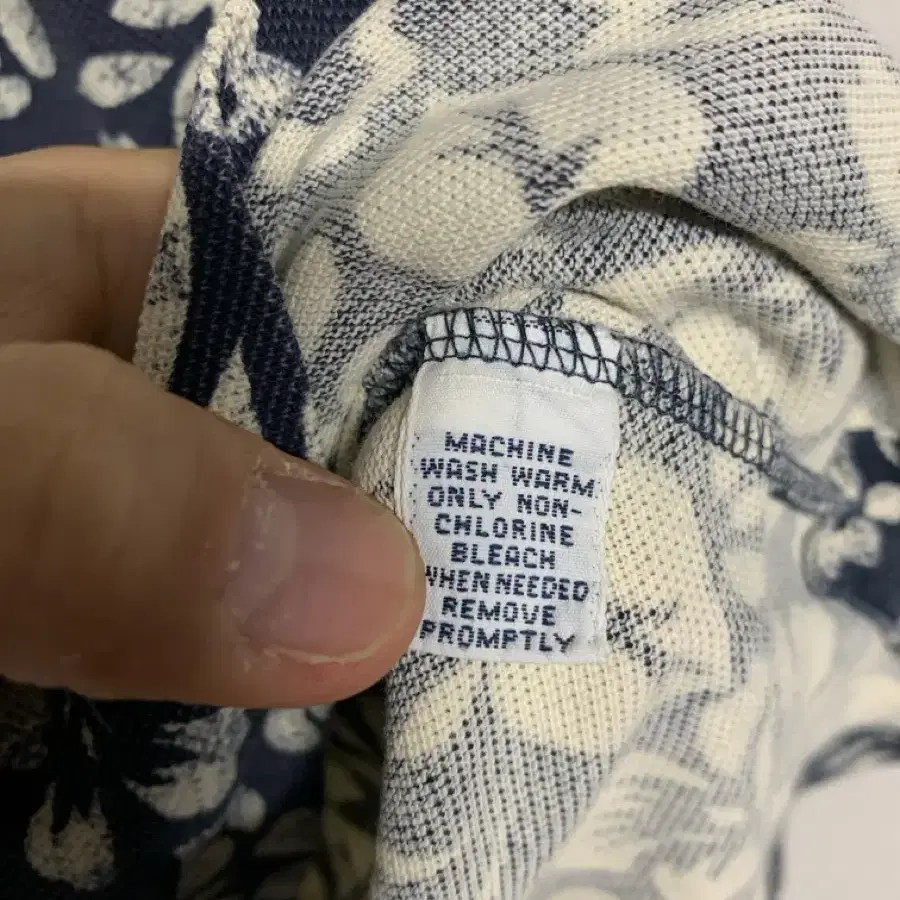 MACHINE
WASH WARM
ONLY NON-
CHLORINE
BLEACH
WHEN NEEDED
REMOVE
PROMPTLY